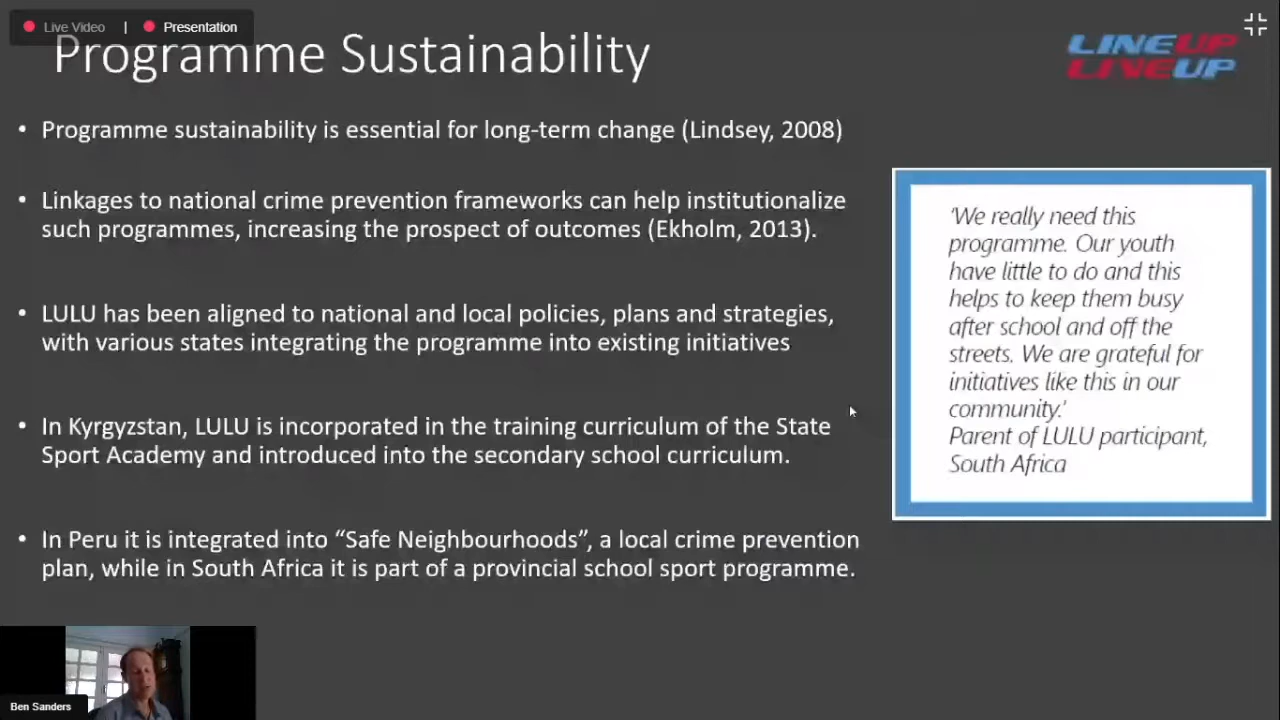 Live Video | Presentation
Programme Sustainability
LINEUP
LIVEUP
• Programme sustainability is essential for long-term change (Lindsey, 2008)
• Linkages to national crime prevention frameworks can help institutionalize
such programmes, increasing the prospect of outcomes (Ekholm, 2013).
• LULU has been aligned to national and local policies, plans and strategies,
with various states integrating the programme into existing initiatives
• In Kyrgyzstan, LULU is incorporated in the training curriculum of the State
Sport Academy and introduced into the secondary school curriculum.
• In Peru it is integrated into “Safe Neighbourhoods”, a local crime prevention
plan, while in South Africa it is part of a provincial school sport programme.
‘We really need this
programme. Our youth
have little to do and this
helps to keep them busy
after school and off the
streets. We are grateful for
initiatives like this in our
community.’
Parent of LULU participant,
South Africa
Ben Sanders